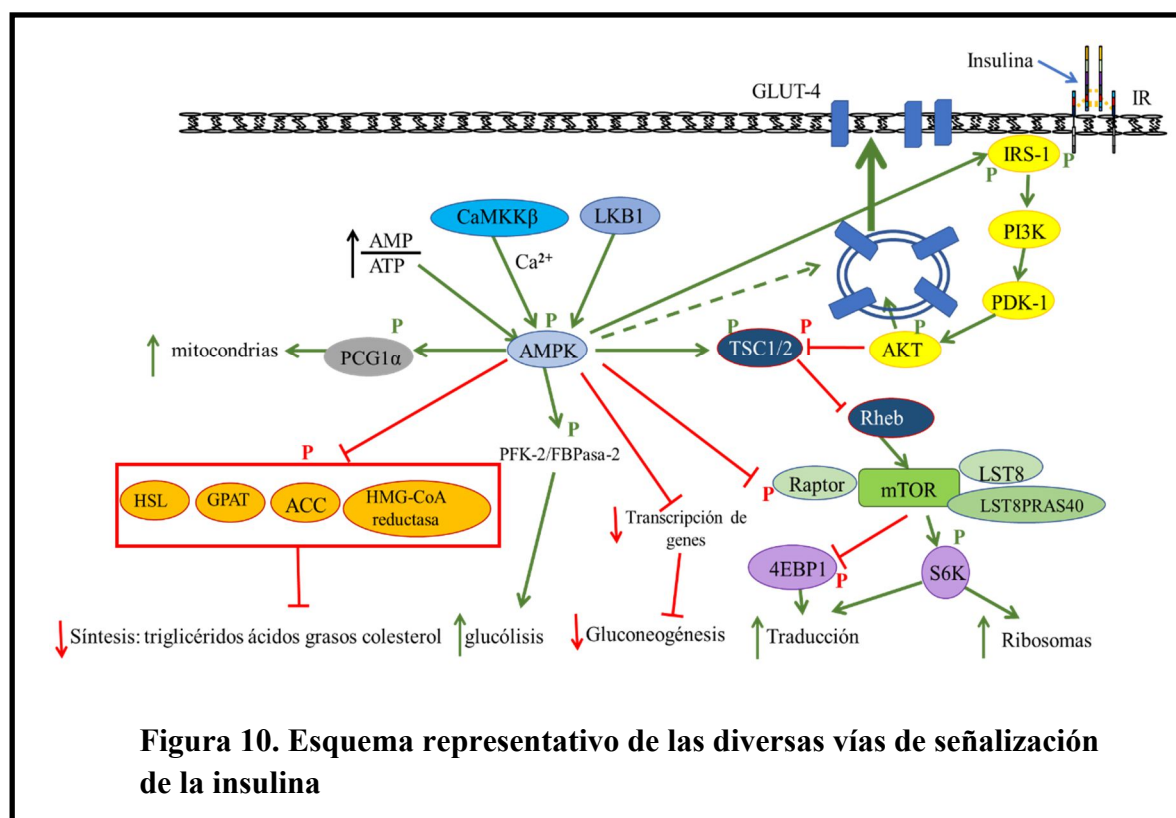 Insulina
GLUT-4
IR
IRS-1
P
P
CaMKKβ
LKB1
PI3K
AMP
ATP
Ca²⁺
PDK-1
P
P
P
P
P
mitocondrias
PCG1α
AMPK
TSC1/2
AKT
Rheb
P
P
PFK-2/FBPasa-2
HSL
GPAT
ACC
HMG-CoA
reductasa
P
Raptor
mTOR
LST8
LST8PRAS40
Transcripción de
genes
P
4EBP1
P
S6K
Síntesis: triglicéridos ácidos grasos colesterol
glucólisis
Gluconeogénesis
Traducción
Ribosomas
Figura 10. Esquema representativo de las diversas vías de señalización
de la insulina